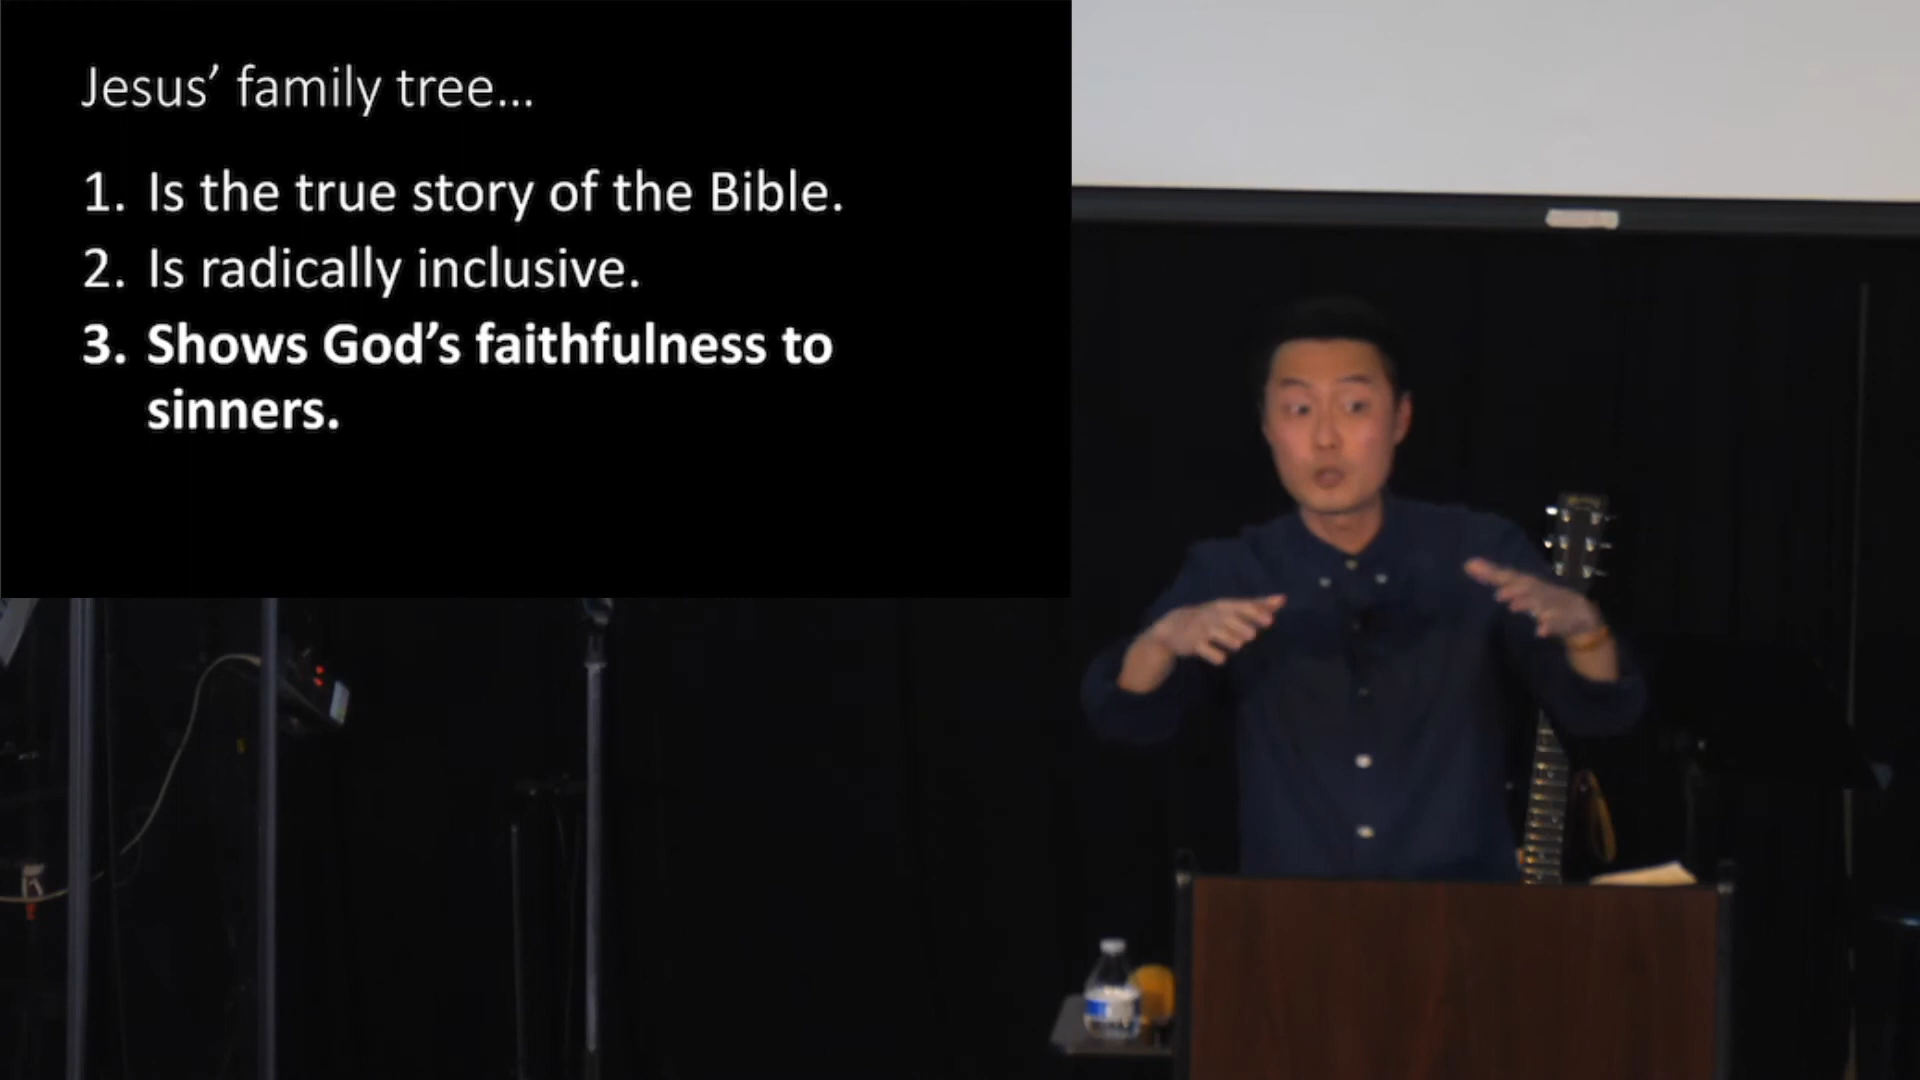 Jesus’ family tree...
1. Is the true story of the Bible.
2. Is radically inclusive.
3. Shows God’s faithfulness to
sinners.